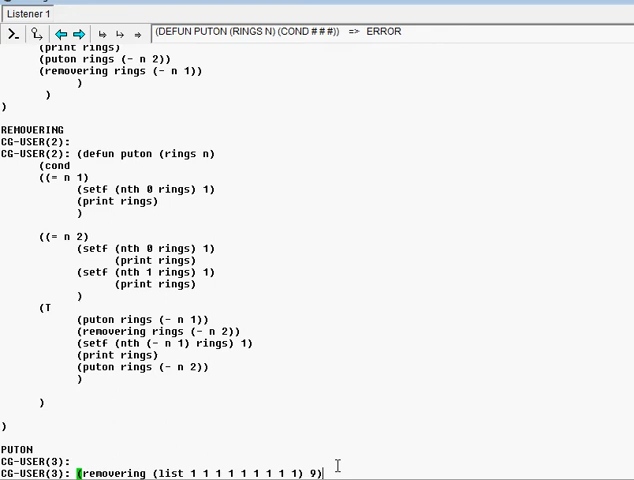 Listener 1
(DEFUN PUTON (RINGS N) (COND # # #)) => ERROR
(print rings)
(puton rings (- n 2))
(removering rings (- n 1))
)
)
)
REMOVERING
CG-USER(2):
CG-USER(2): (defun puton (rings n)
(cond
((= n 1)
(setf (nth 0 rings) 1)
(print rings)
)
((= n 2)
(setf (nth 0 rings) 1)
(print rings)
(setf (nth 1 rings) 1)
(print rings)
)
(T
(puton rings (- n 1))
(removering rings (- n 2))
(setf (nth (- n 1) rings) 1)
(print rings)
(puton rings (- n 2))
)
)
)
PUTON
CG-USER(3):
CG-USER(3): (removering (list 1 1 1 1 1 1 1 1 1) 9)